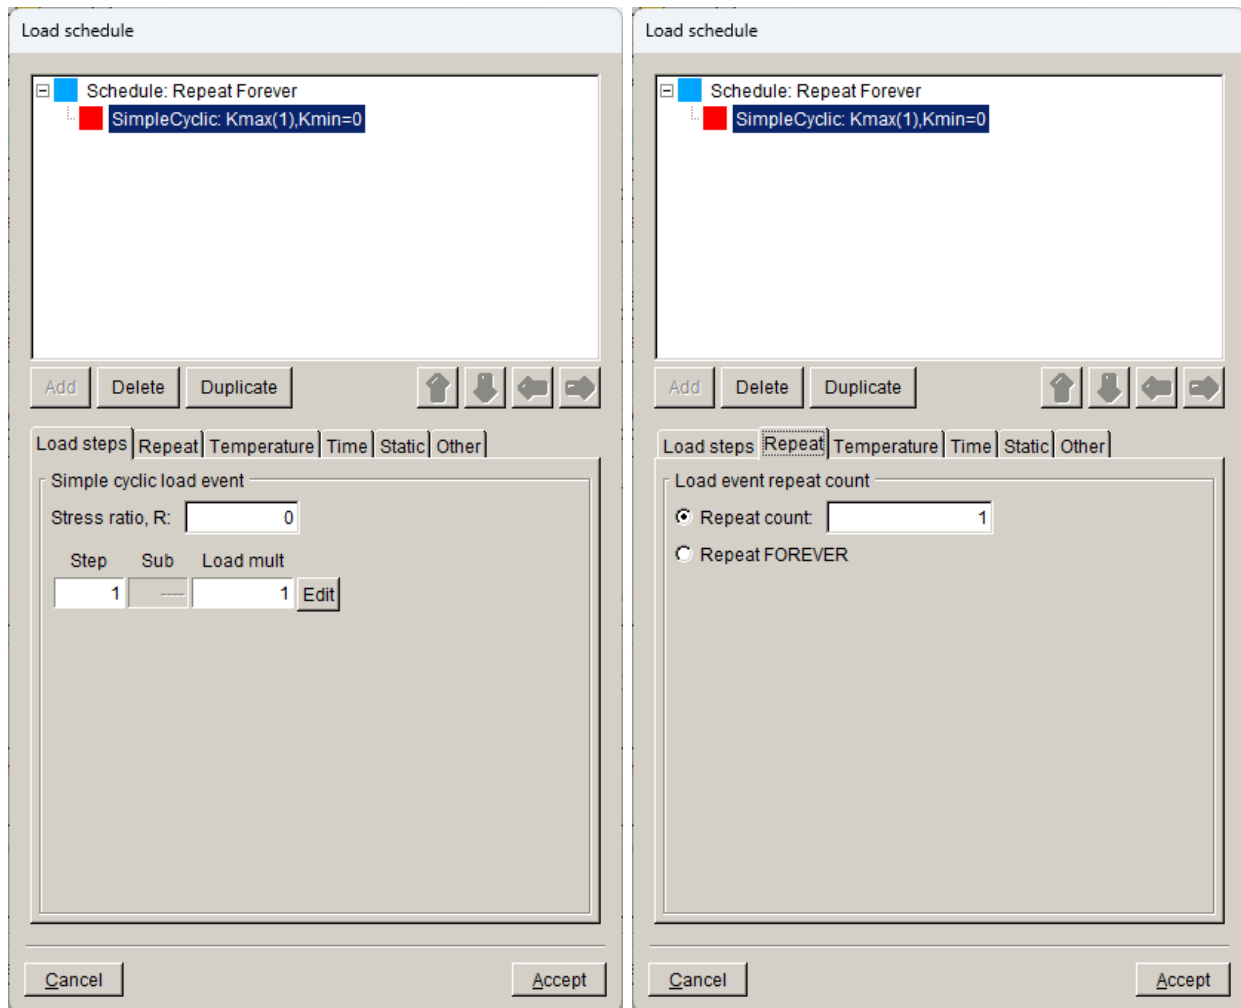 Load schedule
Schedule: Repeat Forever
SimpleCyclic: Kmax(1),Kmin=0
Add Delete Duplicate
Load steps Repeat Temperature Time Static Other
Simple cyclic load event
Stress ratio, R: 0
Step Sub Load mult
1 ---- 1 Edit
Cancel Accept
Load schedule
Schedule: Repeat Forever
SimpleCyclic: Kmax(1),Kmin=0
Add Delete Duplicate
Load steps Repeat Temperature Time Static Other
Load event repeat count
Repeat count: 1
Repeat FOREVER
Cancel Accept